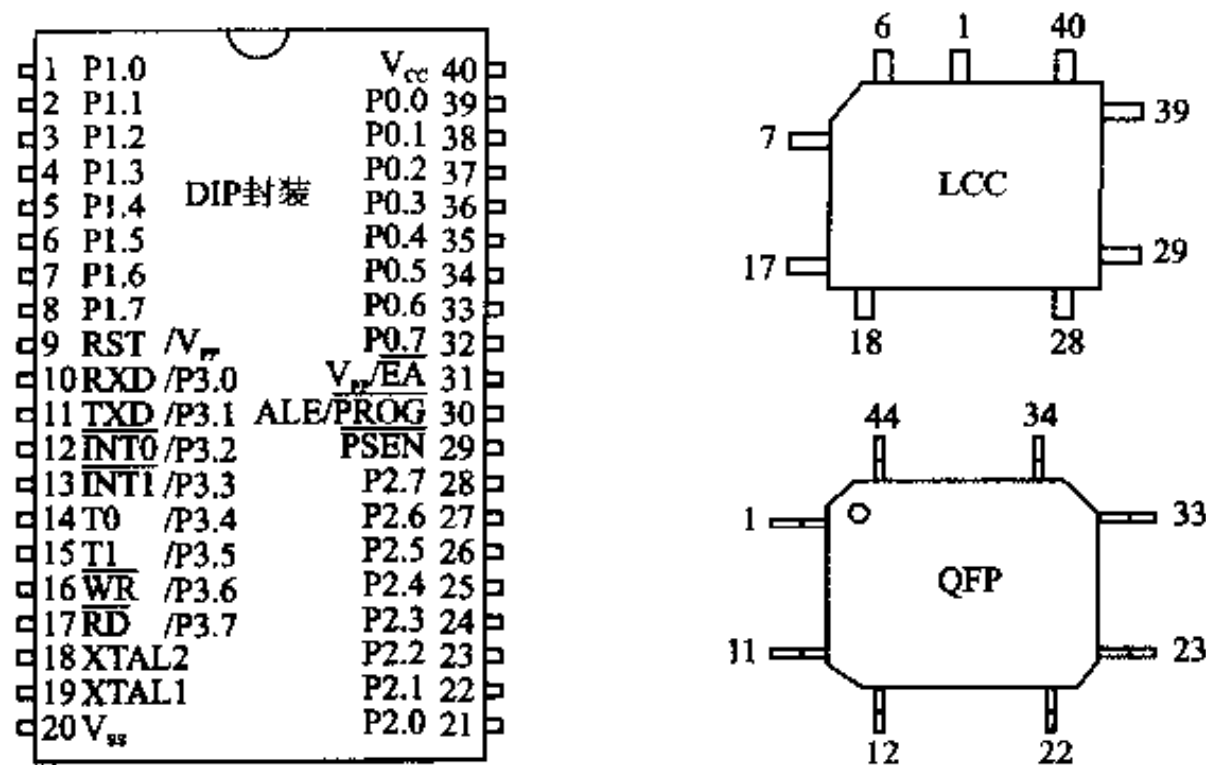 1 P1.0 V_cc 40
2 P1.1 P0.0 39
3 P1.2 P0.1 38
4 P1.3 P0.2 37
DIP封装
5 P1.4 P0.3 36
6 P1.5 P0.4 35
7 P1.6 P0.5 34
8 P1.7 P0.6 33
9 RST /V_PP P0.7 32
10 RXD /P3.0 V_PP/EA 31
11 TXD /P3.1 ALE/PROG 30
12 INT0 /P3.2 PSEN 29
13 INT1 /P3.3 P2.7 28
14 T0 /P3.4 P2.6 27
15 T1 /P3.5 P2.5 26
16 WR /P3.6 P2.4 25
17 RD /P3.7 P2.3 24
18 XTAL2 P2.2 23
19 XTAL1 P2.1 22
20 V_ss P2.0 21
6 1 40
7 39
LCC
17 29
18 28
44 34
1 33
QFP
11 23
12 22